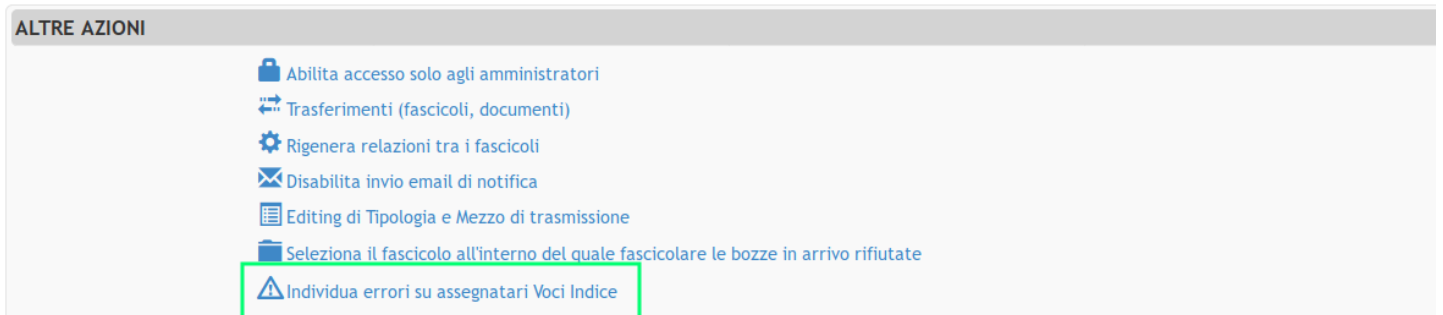 ALTRE AZIONI
Abilita accesso solo agli amministratori
Trasferimenti (fascicoli, documenti)
Rigenera relazioni tra i fascicoli
Disabilita invio email di notifica
Editing di Tipologia e Mezzo di trasmissione
Seleziona il fascicolo all'interno del quale fascicolare le bozze in arrivo rifiutate
Individua errori su assegnatari Voci Indice